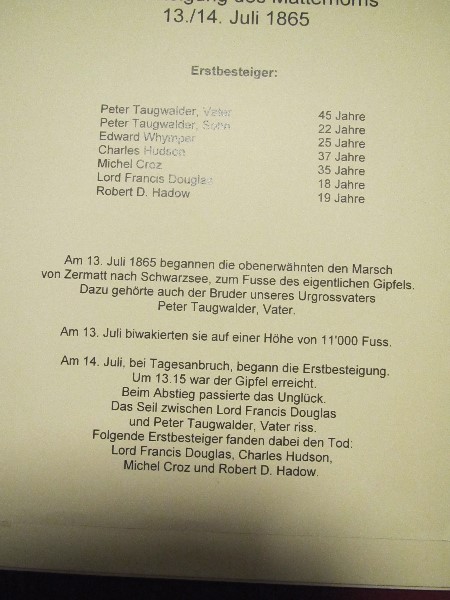 eigung des Matterhorns
13./14. Juli 1865
Erstbesteiger:
Peter Taugwalder, Vater 45 Jahre
Peter Taugwalder, Sohn 22 Jahre
Edward Whymper 25 Jahre
Charles Hudson 37 Jahre
Michel Croz 35 Jahre
Lord Francis Douglas 18 Jahre
Robert D. Hadow 19 Jahre
Am 13. Juli 1865 begannen die obenerwähnten den Marsch
von Zermatt nach Schwarzsee, zum Fusse des eigentlichen Gipfels.
Dazu gehörte auch der Bruder unseres Urgrossvaters
Peter Taugwalder, Vater.
Am 13. Juli biwakierten sie auf einer Höhe von 11'000 Fuss.
Am 14. Juli, bei Tagesanbruch, begann die Erstbesteigung.
Um 13.15 war der Gipfel erreicht.
Beim Abstieg passierte das Unglück.
Das Seil zwischen Lord Francis Douglas
und Peter Taugwalder, Vater riss.
Folgende Erstbesteiger fanden dabei den Tod:
Lord Francis Douglas, Charles Hudson,
Michel Croz und Robert D. Hadow.